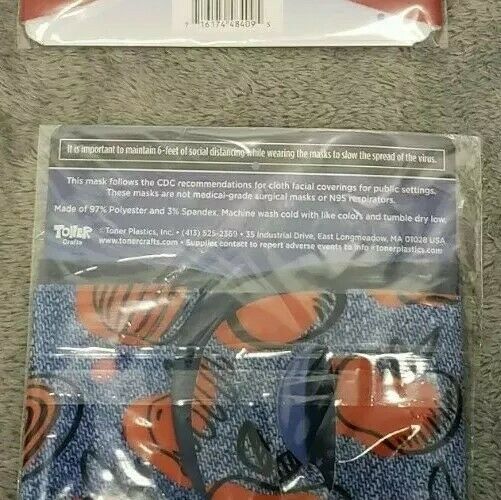 7 16174 48409 5
It is important to maintain 6-feet of social distancing while wearing the masks to slow the spread of the virus.
This mask follows the CDC recommendations for cloth facial coverings for public settings.
These masks are not medical-grade surgical masks or N95 respirators.
Made of 97% Polyester and 3% Spandex. Machine wash cold with like colors and tumble dry low.
TONER
Crafts
©Toner Plastics, Inc. • (413) 525-2369 • 35 Industrial Drive, East Longmeadow, MA 01028 USA
www.tonercrafts.com • Supplier contact to report adverse events to info@tonerplastics.com